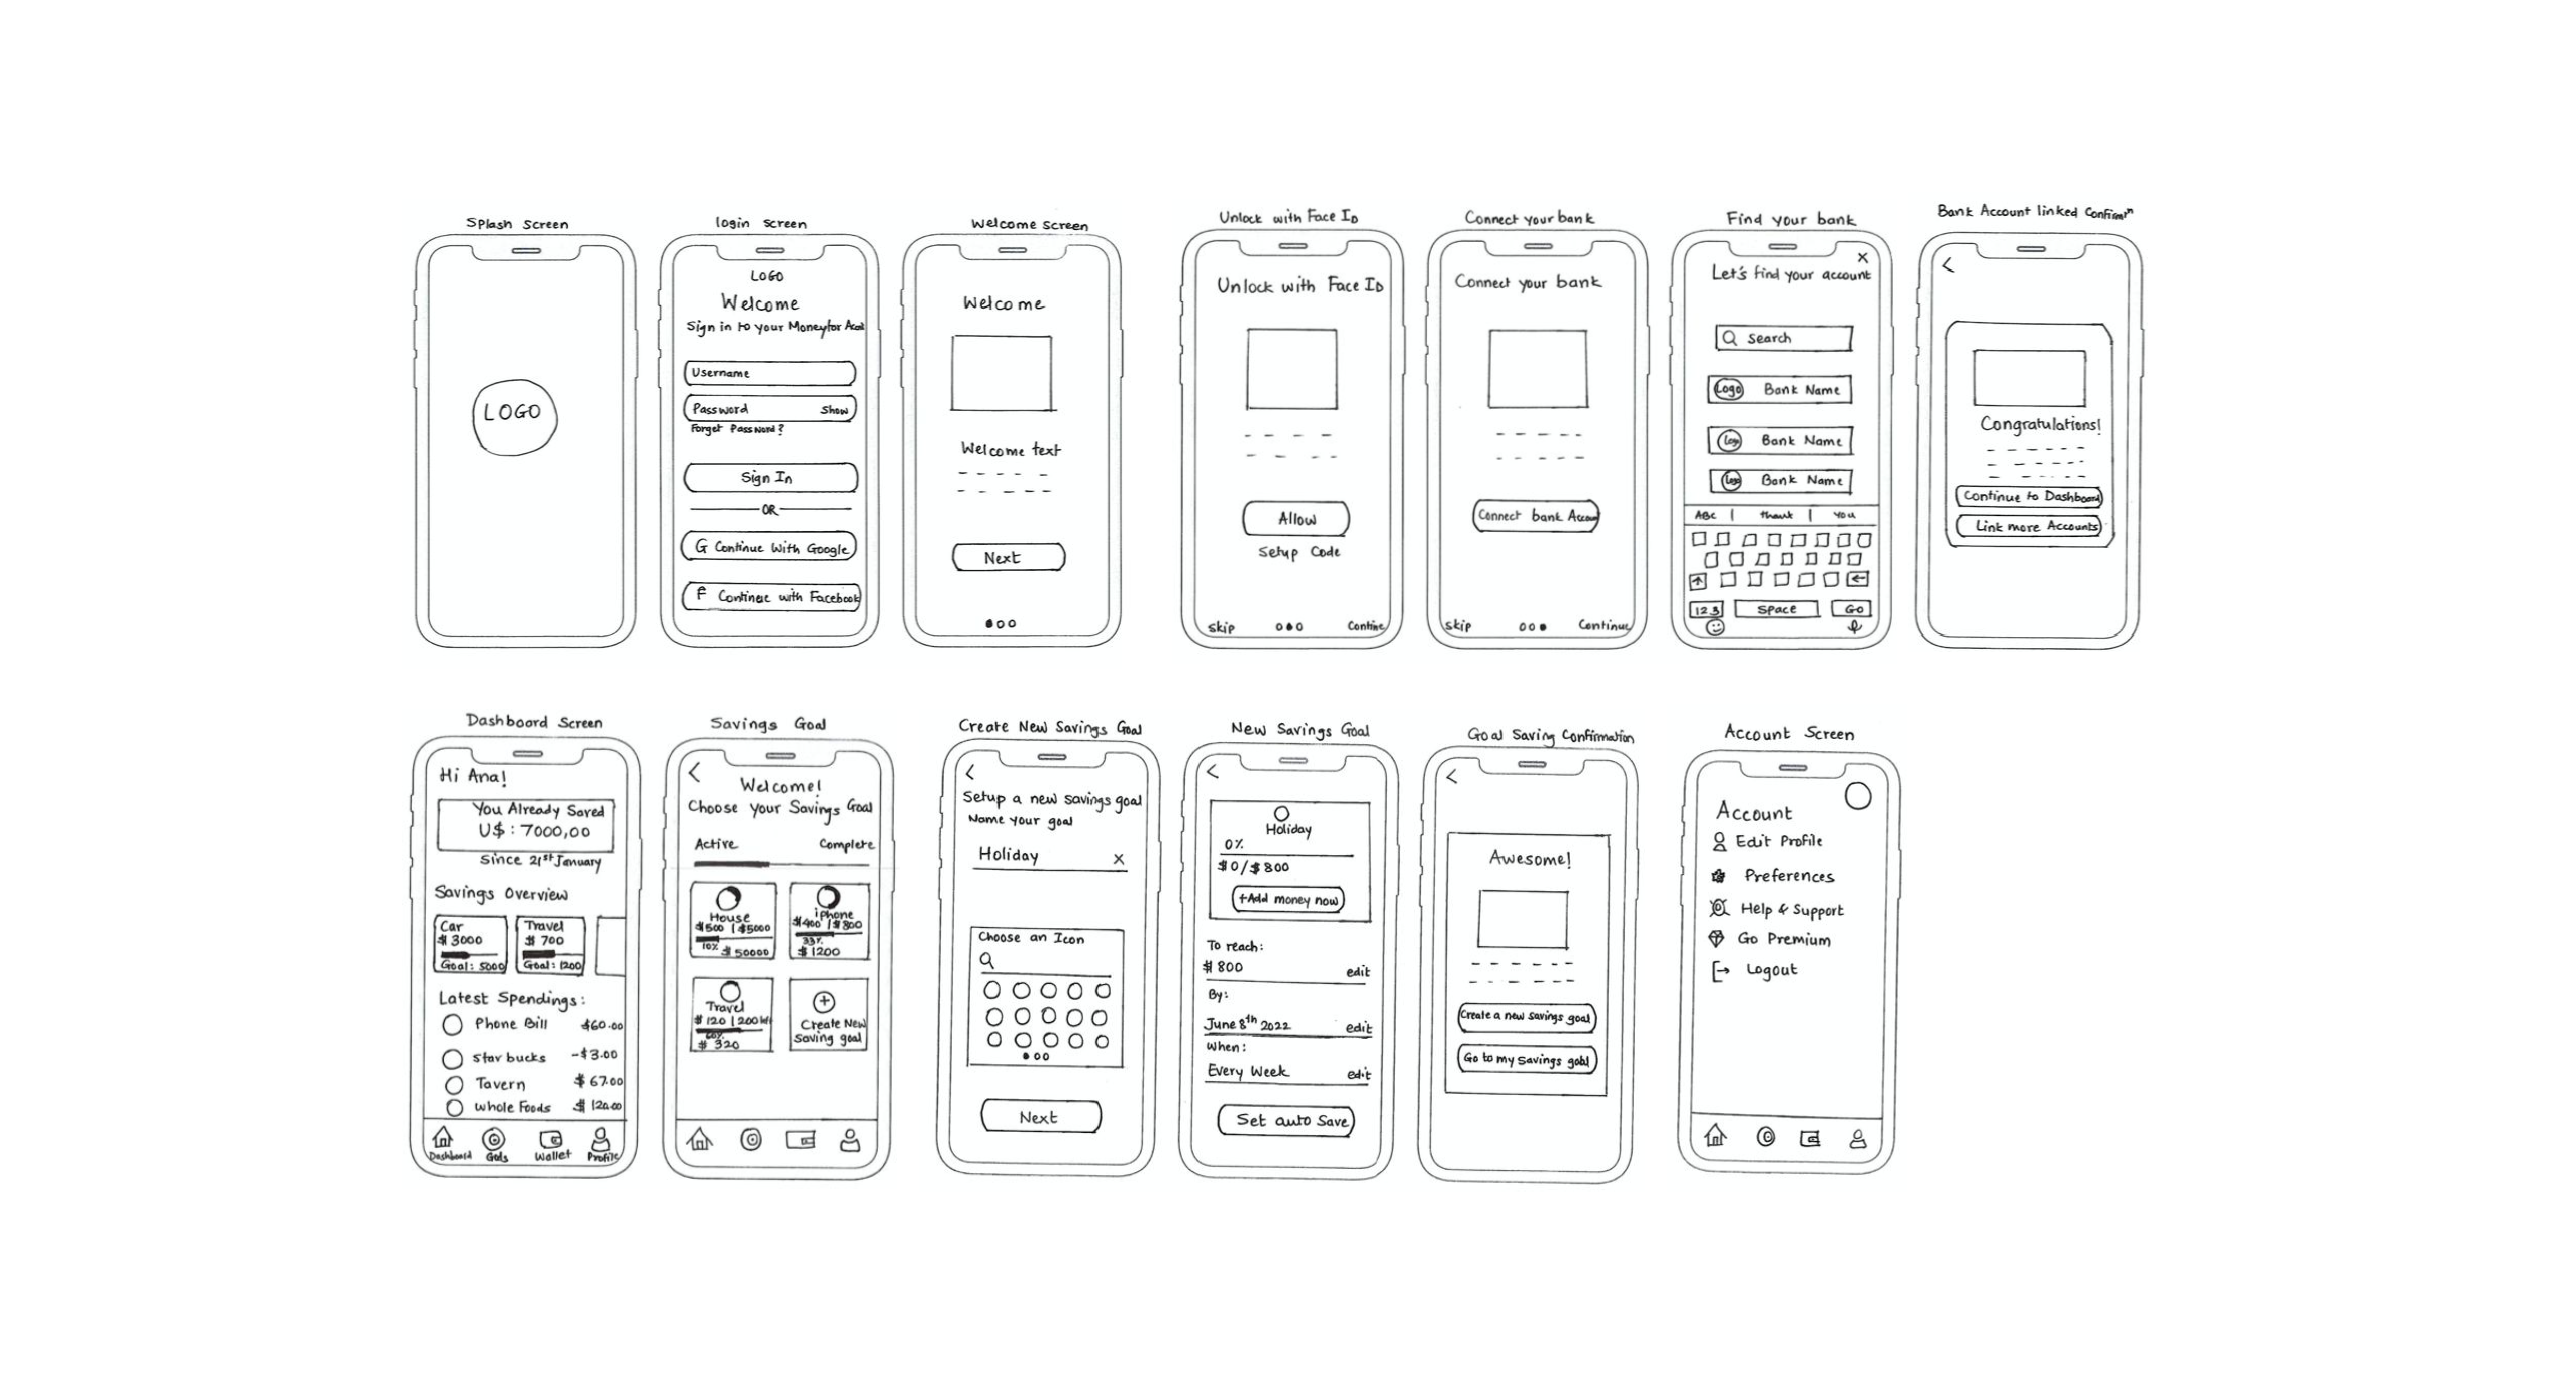 Splash Screen
LOGO
login screen
LOGO
Welcome
Sign in to your Moneyfor
Username
Password Show
Forget Password?
Sign In
OR
G Continue With Google
F Continue with Facebook
Welcome Screen
Welcome
Welcome text
Next
Unlock with Face ID
Unlock with Face ID
Allow
Setup Code
Skip Contine
Connect your bank
Connect your bank
Connect bank Accoun
Skip Continue
Find your bank
X
Let's find your account
Search
Logo Bank Name
Logo Bank Name
Logo Bank Name
ABC | thank | you
123 Space GO
Bank Account linked
<
Congratulations!
Continue to Dashboard
Link more Accounts
Dashboard Screen
Hi Ana!
You Already Saved
U$ : 7000,00
Since 21st January
Savings Overview
Car
$ 3000
Goal: 5000
Travel
$ 700
Goal: 1200
Latest Spendings:
Phone Bill $60.00
Starbucks -$3.00
Tavern $ 67.00
Whole Foods $ 120.00
Dashboard Wallet Profile
Savings Goal
<
Welcome!
Choose your Savings Goal
Active Complete
House
$500 | $5000
10%
$ 50000
iphone
$400 | $800
33%
$ 1200
Travel
$ 120 | 200
60%
$ 320
+
Create New
Saving goal
Create New Savings Goal
<
Setup a new savings goal
Name your goal
Holiday X
Choose an Icon
Next
New Savings Goal
<
Holiday
0%
$0/$800
+Add money now
To reach:
$ 800 edit
By:
June 8th 2022 edit
When:
Every Week edit
Set auto Save
Goal Saving Confirmation
<
Awesome!
Create a new savings goal
Go to my savings goal
Account Screen
Account
Edit Profile
Preferences
Help & Support
Go Premium
Logout